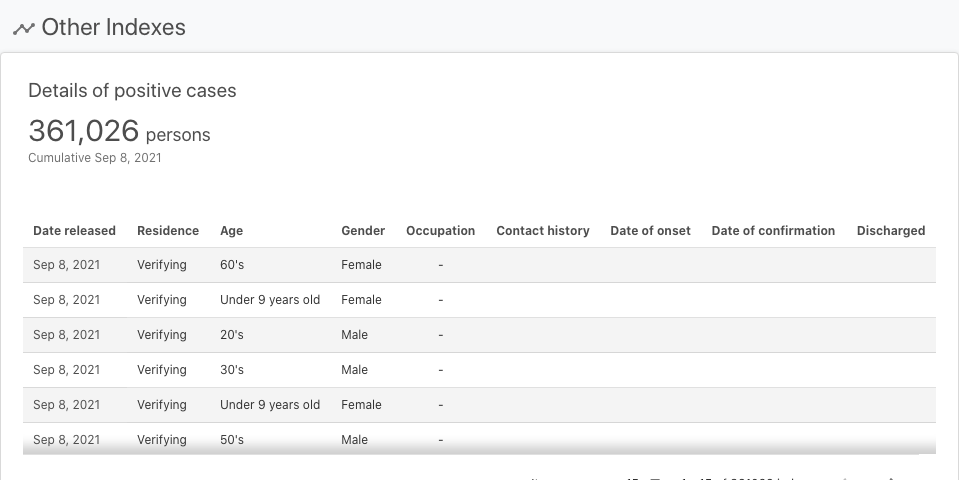 Other Indexes
Details of positive cases
361,026 persons
Cumulative Sep 8, 2021
Date released Residence Age Gender Occupation Contact history Date of onset Date of confirmation Discharged
Sep 8, 2021 Verifying 60's Female -
Sep 8, 2021 Verifying Under 9 years old Female -
Sep 8, 2021 Verifying 20's Male -
Sep 8, 2021 Verifying 30's Male -
Sep 8, 2021 Verifying Under 9 years old Female -
Sep 8, 2021 Verifying 50's Male -